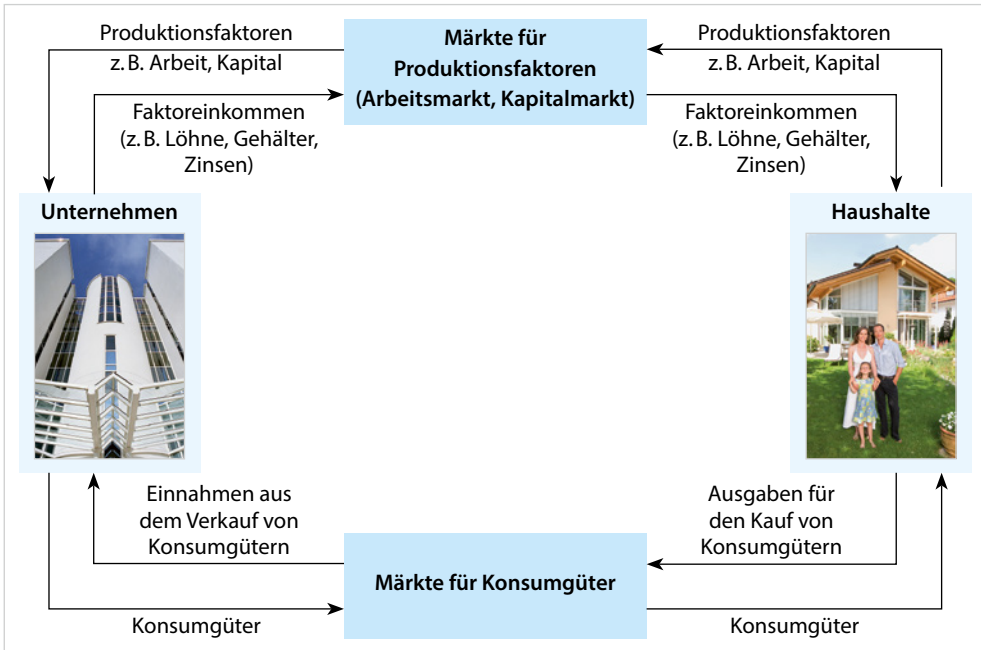 Produktionsfaktoren
z. B. Arbeit, Kapital
Märkte für
Produktionsfaktoren
(Arbeitsmarkt, Kapitalmarkt)
Produktionsfaktoren
z. B. Arbeit, Kapital
Faktoreinkommen
(z. B. Löhne, Gehälter,
Zinsen)
Faktoreinkommen
(z. B. Löhne, Gehälter,
Zinsen)
Unternehmen
Haushalte
Einnahmen aus
dem Verkauf von
Konsumgütern
Ausgaben für
den Kauf von
Konsumgütern
Märkte für Konsumgüter
Konsumgüter
Konsumgüter